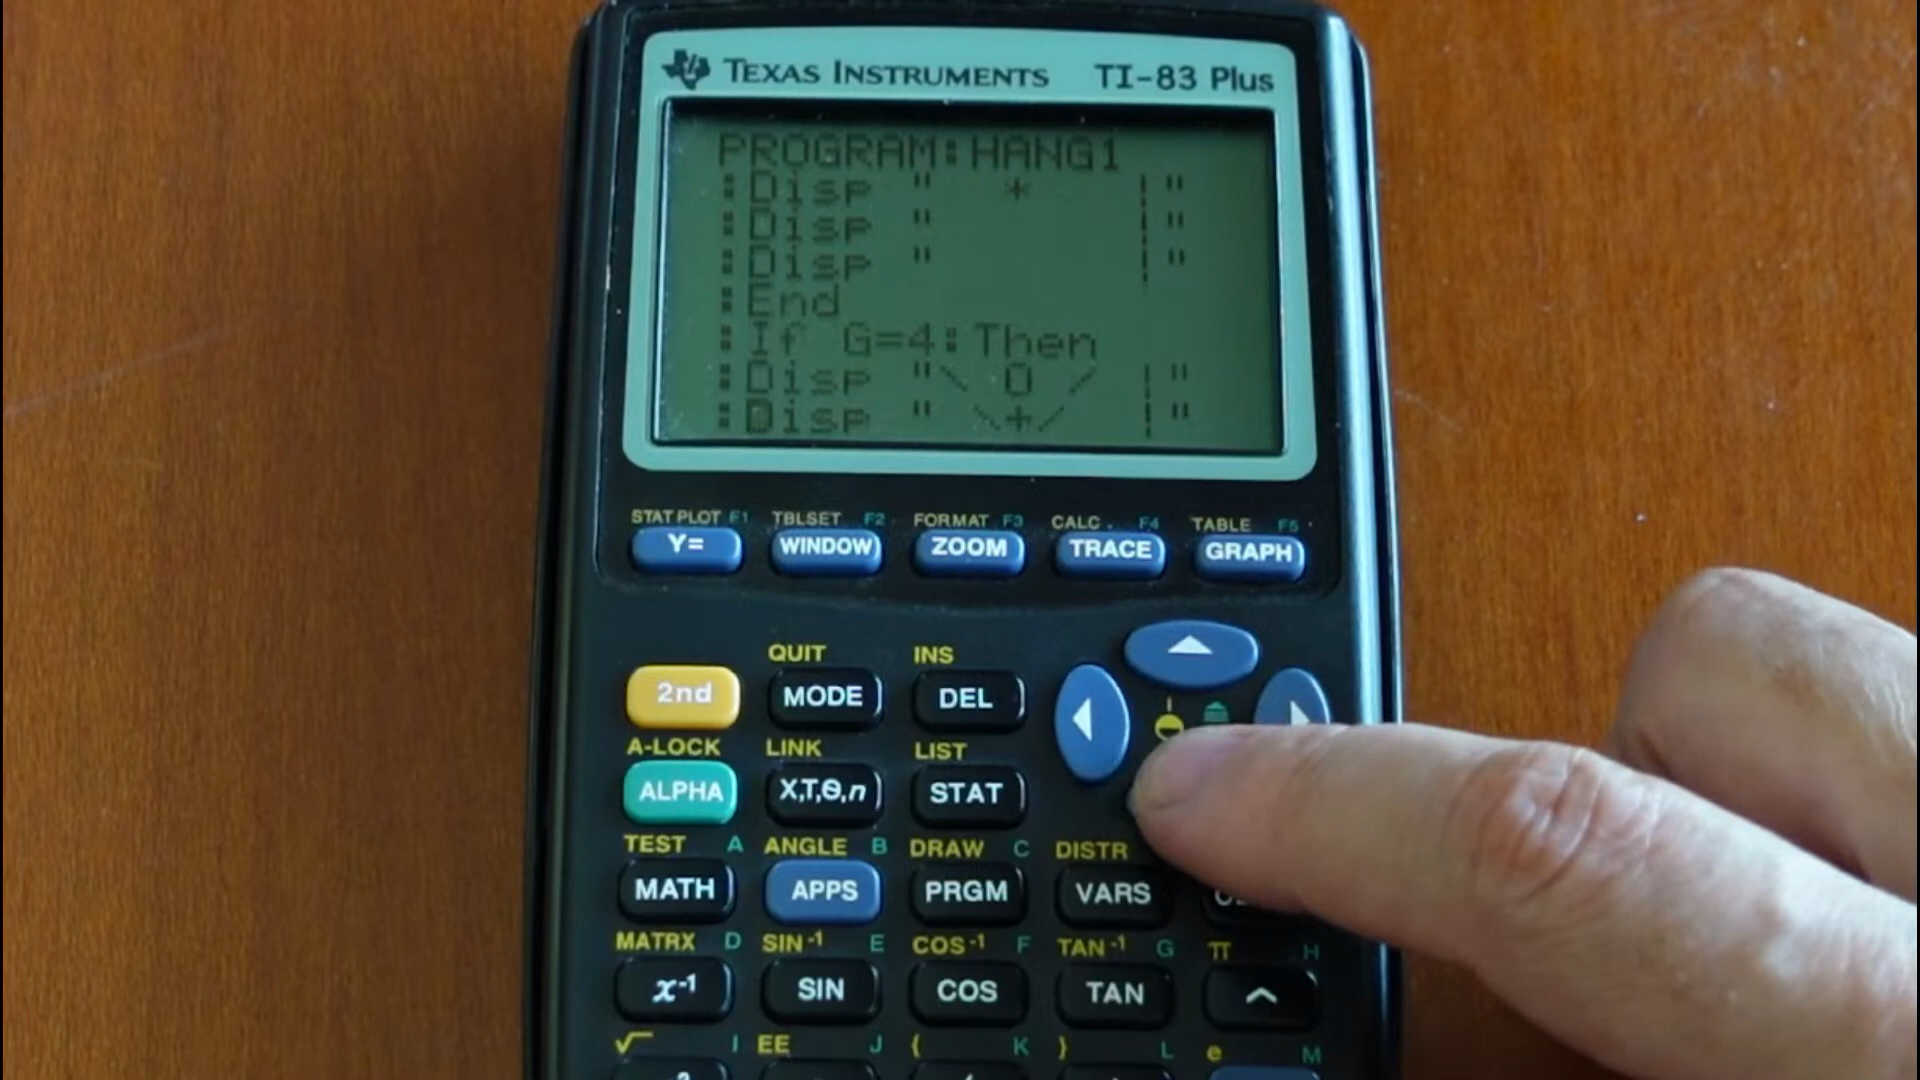 TEXAS INSTRUMENTS TI-83 Plus
PROGRAM:HANG1
:Disp "   *    |"
:Disp "        |"
:Disp "        |"
:End
:If G=4:Then
:Disp "\ O /  |"
:Disp "  \+/   |"
STAT PLOT F1 TBLSET F2 FORMAT F3 CALC F4 TABLE F5
Y= WINDOW ZOOM TRACE GRAPH
QUIT INS
2nd MODE DEL
A-LOCK LINK LIST
ALPHA X,T,Θ,n STAT
TEST A ANGLE B DRAW C DISTR
MATH APPS PRGM VARS
MATRX D SIN⁻¹ E COS⁻¹ F TAN⁻¹ G π H
x⁻¹ SIN COS TAN ^
√ I EE J { K } L e M